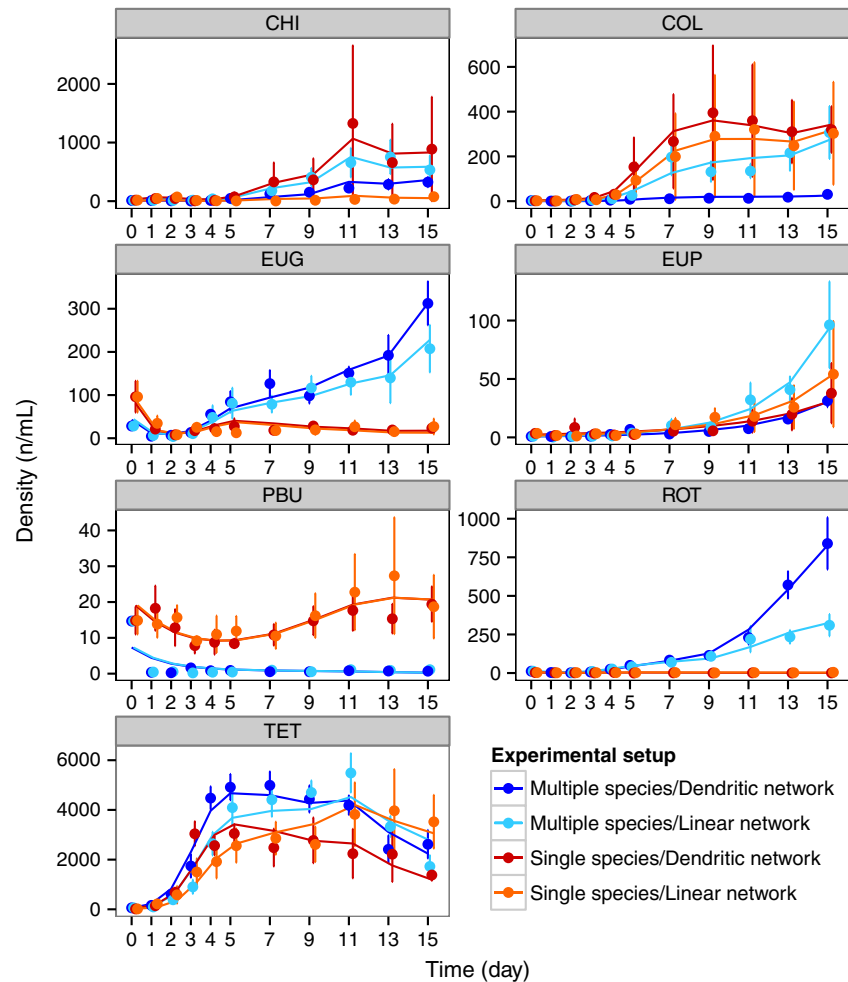 CHI
COL
2000
1000
0
600
400
200
0
0 1 2 3 4 5 7 9 11 13 15
0 1 2 3 4 5 7 9 11 13 15
EUG
EUP
300
200
100
0
100
50
0
0 1 2 3 4 5 7 9 11 13 15
0 1 2 3 4 5 7 9 11 13 15
PBU
ROT
40
30
20
10
0
1000
750
500
250
0
0 1 2 3 4 5 7 9 11 13 15
0 1 2 3 4 5 7 9 11 13 15
TET
6000
4000
2000
0
0 1 2 3 4 5 7 9 11 13 15
Density (n/mL)
Time (day)
Experimental setup
Multiple species/Dendritic network
Multiple species/Linear network
Single species/Dendritic network
Single species/Linear network